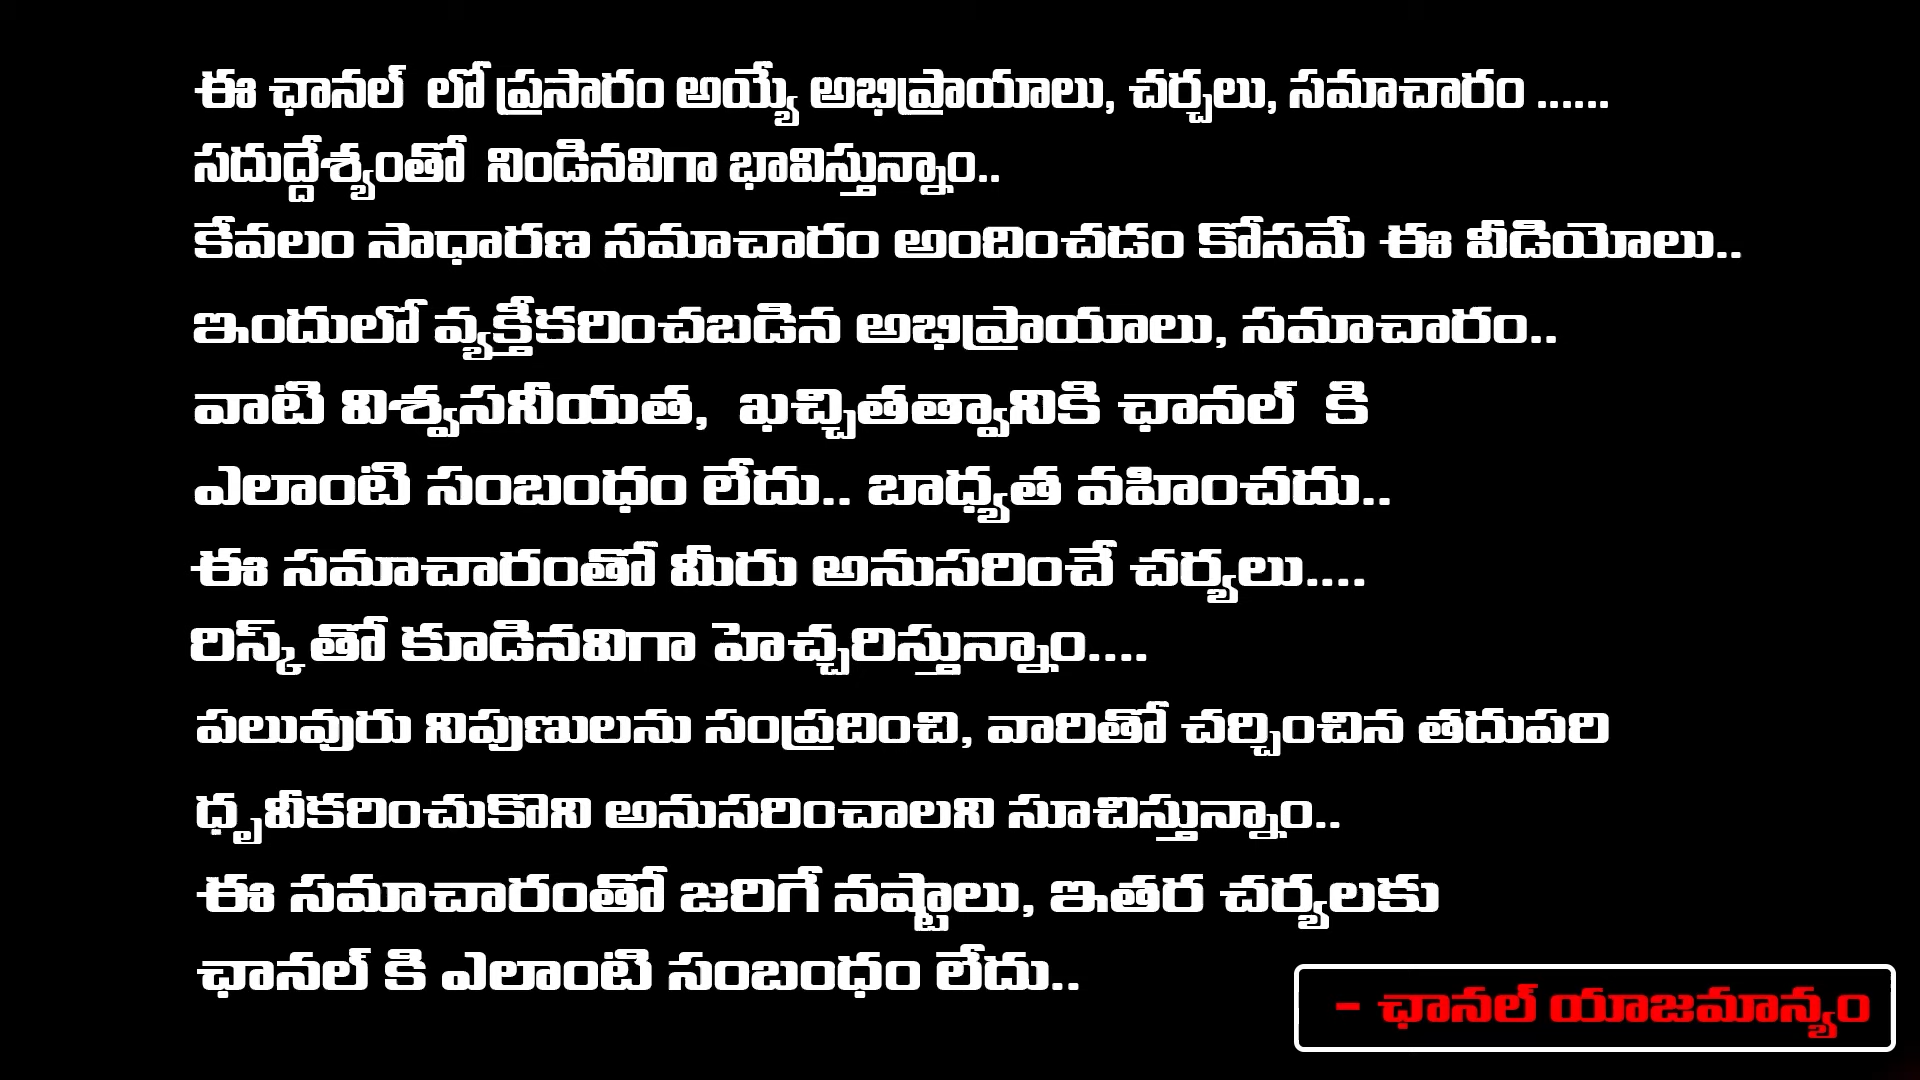 ఈ ఛానల్ లో ప్రసారం అయ్యే అభిప్రాయాలు, చర్చలు, సమాచారం ......
సదుద్దేశ్యంతో నిండినవిగా భావిస్తున్నాం..
కేవలం సాధారణ సమాచారం అందించడం కోసమే ఈ వీడియోలు..
ఇందులో వ్యక్తీకరించబడిన అభిప్రాయాలు, సమాచారం..
వాటి విశ్వసనీయత, ఖచ్చితత్వానికి ఛానల్ కి
ఎలాంటి సంబంధం లేదు.. బాధ్యత వహించదు..
ఈ సమాచారంతో మీరు అనుసరించే చర్యలు....
రిస్క్ తో కూడినవిగా హెచ్చరిస్తున్నాం....
పలువురు నిపుణులను సంప్రదించి, వారితో చర్చించిన తదుపరి
ధృవీకరించుకొని అనుసరించాలని సూచిస్తున్నాం..
ఈ సమాచారంతో జరిగే నష్టాలు, ఇతర చర్యలకు
ఛానల్ కి ఎలాంటి సంబంధం లేదు..
- ఛానల్ యాజమాన్యం